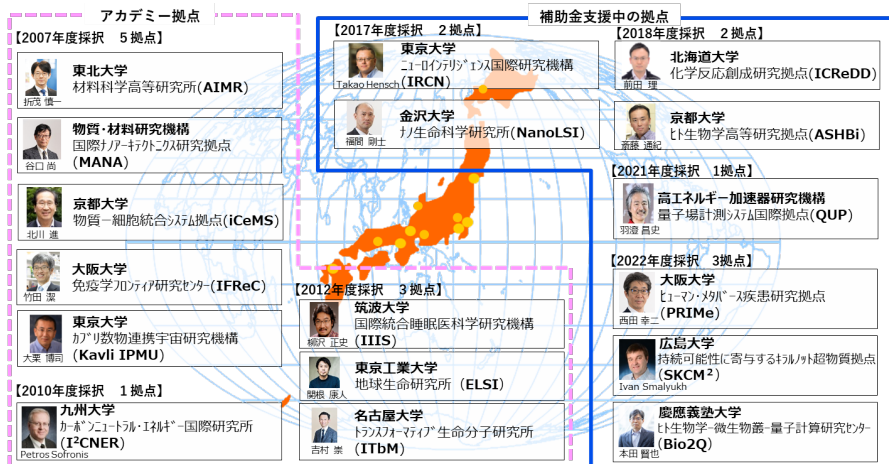 アカデミー拠点
【2007年度採択　５拠点】
東北大学
材料科学高等研究所(AIMR)
折茂 慎一
物質・材料研究機構
国際ﾅﾉｱｰｷﾃｸﾄﾆｸｽ研究拠点
(MANA)
谷口 尚
京都大学
物質－細胞統合システム拠点(iCeMS)
北川 進
大阪大学
免疫学ﾌﾛﾝﾃｨｱ研究センター(IFReC)
竹田 潔
東京大学
ｶﾌﾞﾘ数物連携宇宙研究機構
(Kavli IPMU)
大栗 博司
【2010年度採択　１拠点】
九州大学
ｶｰﾎﾞﾝﾆｭｰﾄﾗﾙ・ｴﾈﾙｷﾞｰ国際研究所
(I²CNER)
Petros Sofronis
【2012年度採択　３拠点】
筑波大学
国際統合睡眠医科学研究機構
(IIIS)
柳沢 正史
東京工業大学
地球生命研究所 (ELSI)
関根 康人
名古屋大学
ﾄﾗﾝｽﾌｫｰﾏﾃｨﾌﾞ生命分子研究所
(ITbM)
吉村 崇
補助金支援中の拠点
【2017年度採択　２拠点】
東京大学
ﾆｭｰﾛｲﾝﾃﾘｼﾞｪﾝｽ国際研究機構
(IRCN)
Takao Hensch
金沢大学
ﾅﾉ生命科学研究所(NanoLSI)
福間 剛士
【2018年度採択　２拠点】
北海道大学
化学反応創成研究拠点(ICReDD)
前田 理
京都大学
ﾋﾄ生物学高等研究拠点(ASHBi)
斎藤 通紀
【2021年度採択　1拠点】
高エネルギー加速器研究機構
量子場計測システム国際拠点(QUP)
羽澄 昌史
【2022年度採択　3拠点】
大阪大学
ﾋｭｰﾏﾝ・ﾒﾀﾊﾞｰｽ疾患研究拠点
(PRIMe)
西田 幸二
広島大学
持続可能性に寄与するｷﾗﾙﾉｯﾄ超物質拠点
(SKCM²)
Ivan Smalyukh
慶應義塾大学
ﾋﾄ生物学-微生物叢-量子計算研究ｾﾝﾀｰ
(Bio2Q)
本田 賢也